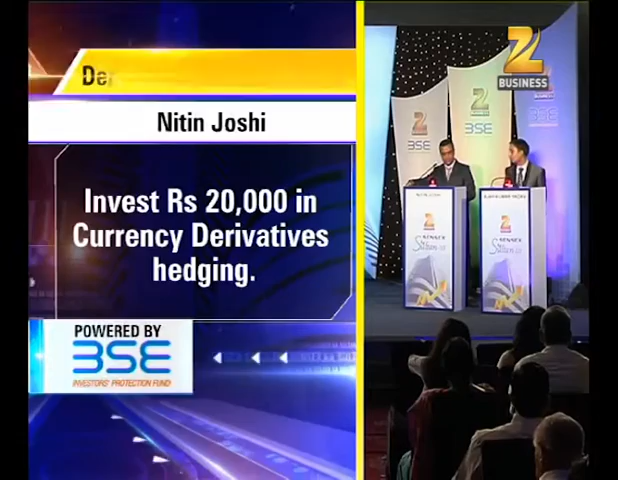 Nitin Joshi
Invest Rs 20,000 in
Currency Derivatives
hedging.
POWERED BY
BSE
INVESTORS' PROTECTION FUND
Z
BUSINESS
BSE
BSE
BSE
SENSEX
SENSEX